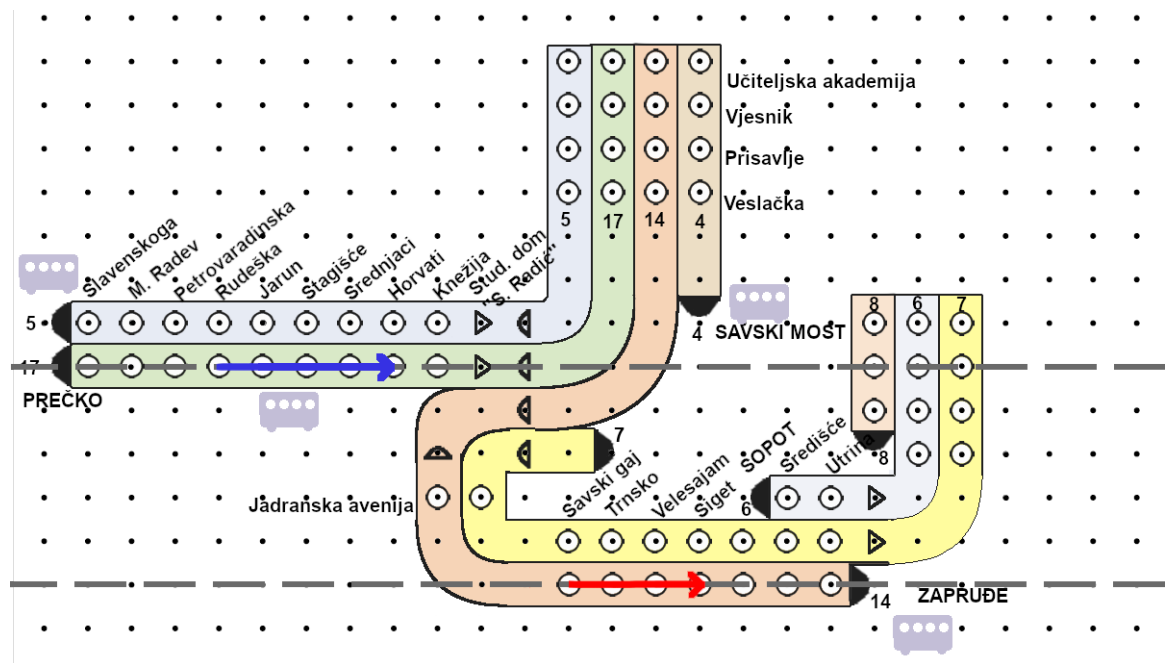 Učiteljska akademija
Vjesnik
Prisavlje
Veslačka
5
17
14
4
Slavenskoga
M. Radev
Petrovaradinska
Rudeška
Jarun
Staglišće
Srednjaci
Horvati
Knežija
Stud. dom
"S. Radić"
5
4
SAVSKI MOST
8
6
7
17
PREČKO
7
8
Jadranska avenija
Savski gaj
Trnsko
Velesajam
Siget
6
SOPOT
Središće
Utrina
14
ZAPRUĐE